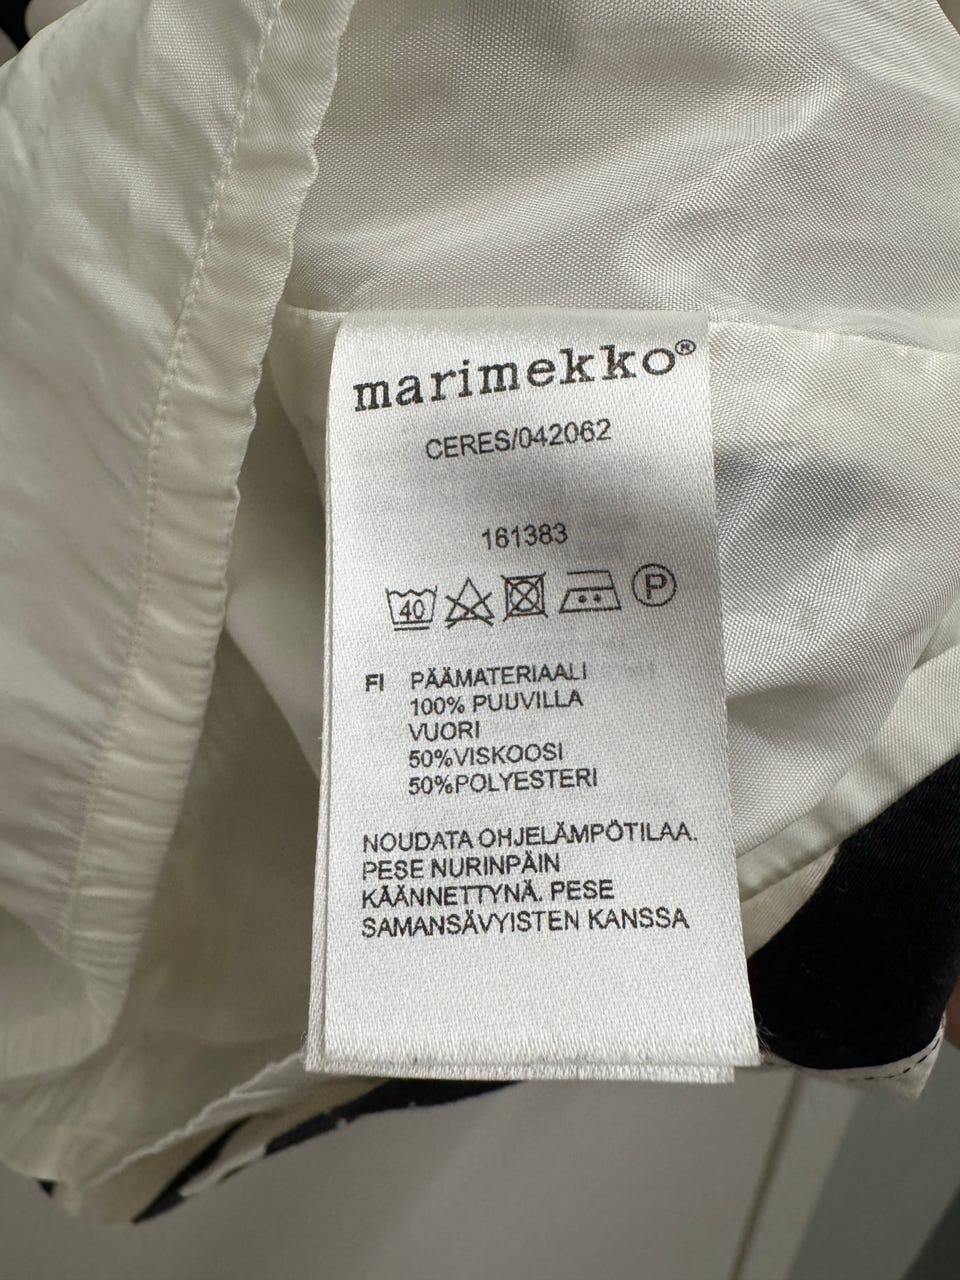 marimekko®
CERES/042062
161383
40 P
FI PÄÄMATERIAALI
100% PUUVILLA
VUORI
50%VISKOOSI
50%POLYESTERI
NOUDATA OHJELÄMPÖTILAA.
PESE NURINPÄIN
KÄÄNNETTYNÄ. PESE
SAMANSÄVYISTEN KANSSA